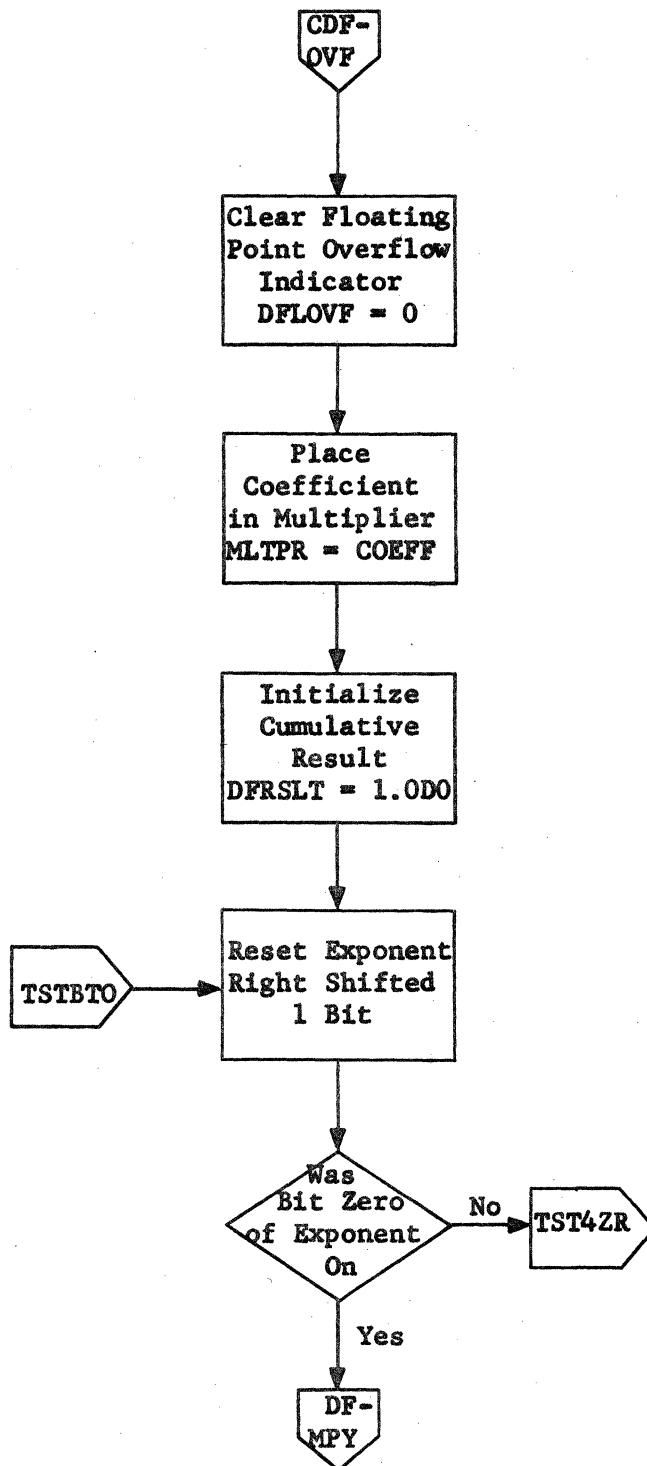 CDF-
OVF
Clear Floating
Point Overflow
Indicator
DFLOVF = 0
Place
Coefficient
in Multiplier
MLTPR = COEFF
Initialize
Cumulative
Result
DFRSLT = 1.0D0
Reset Exponent
Right Shifted
1 Bit
TSTBTO
Was
Bit Zero
of Exponent
On
No
TST4ZR
Yes
DF-
MPY